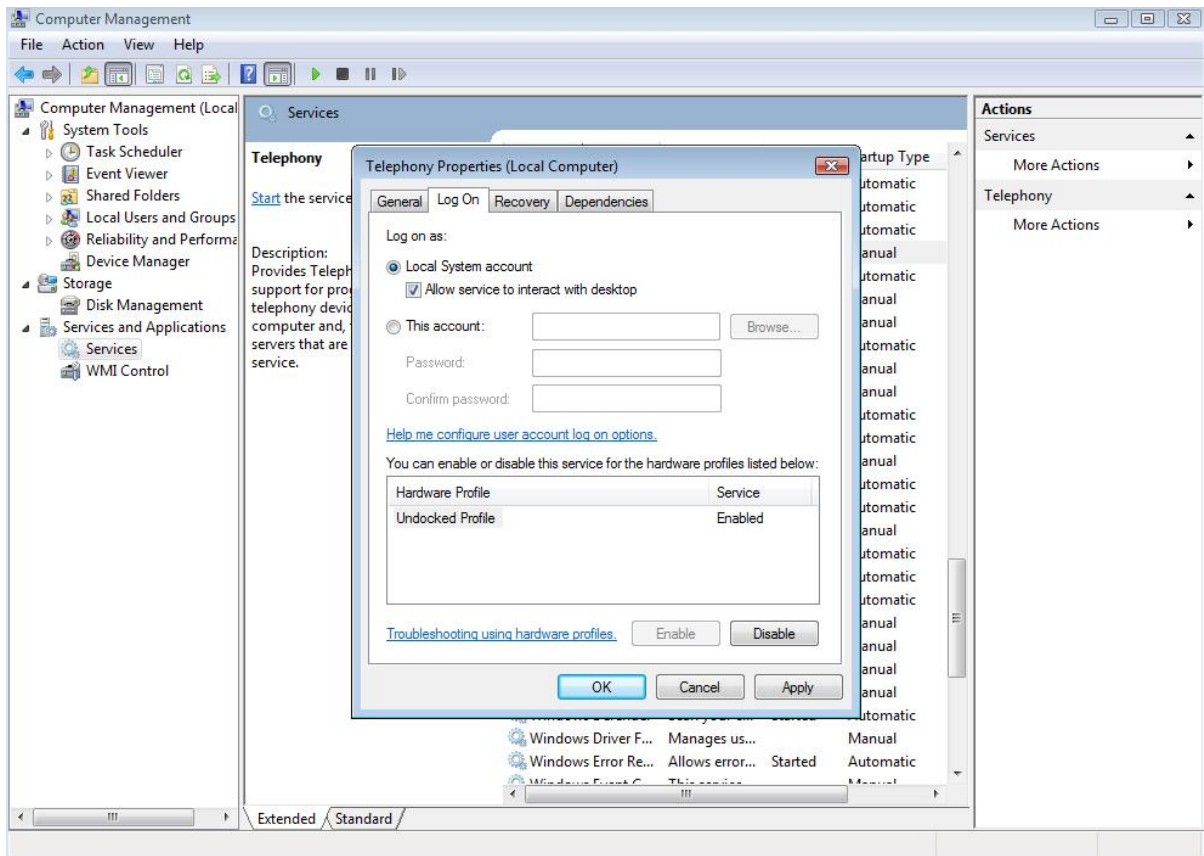 Computer Management
File Action View Help
Computer Management (Local
System Tools
Task Scheduler
Event Viewer
Shared Folders
Local Users and Groups
Reliability and Performa
Device Manager
Storage
Disk Management
Services and Applications
Services
WMI Control
Services
Telephony
Start the service
Description:
Provides Teleph
support for pro
telephony devic
computer and,
servers that are
service.
Telephony Properties (Local Computer)
General Log On Recovery Dependencies
Log on as:
Local System account
Allow service to interact with desktop
This account:
Browse...
Password:
Confirm password:
Help me configure user account log on options.
You can enable or disable this service for the hardware profiles listed below:
Hardware Profile Service
Undocked Profile Enabled
Troubleshooting using hardware profiles. Enable Disable
OK Cancel Apply
artup Type
utomatic
utomatic
utomatic
anual
utomatic
anual
anual
utomatic
anual
anual
utomatic
utomatic
anual
utomatic
utomatic
anual
utomatic
utomatic
utomatic
anual
anual
anual
anual
utomatic
Windows Driver F... Manages us... Manual
Windows Error Re... Allows error... Started Automatic
Extended Standard
Actions
Services
More Actions
Telephony
More Actions